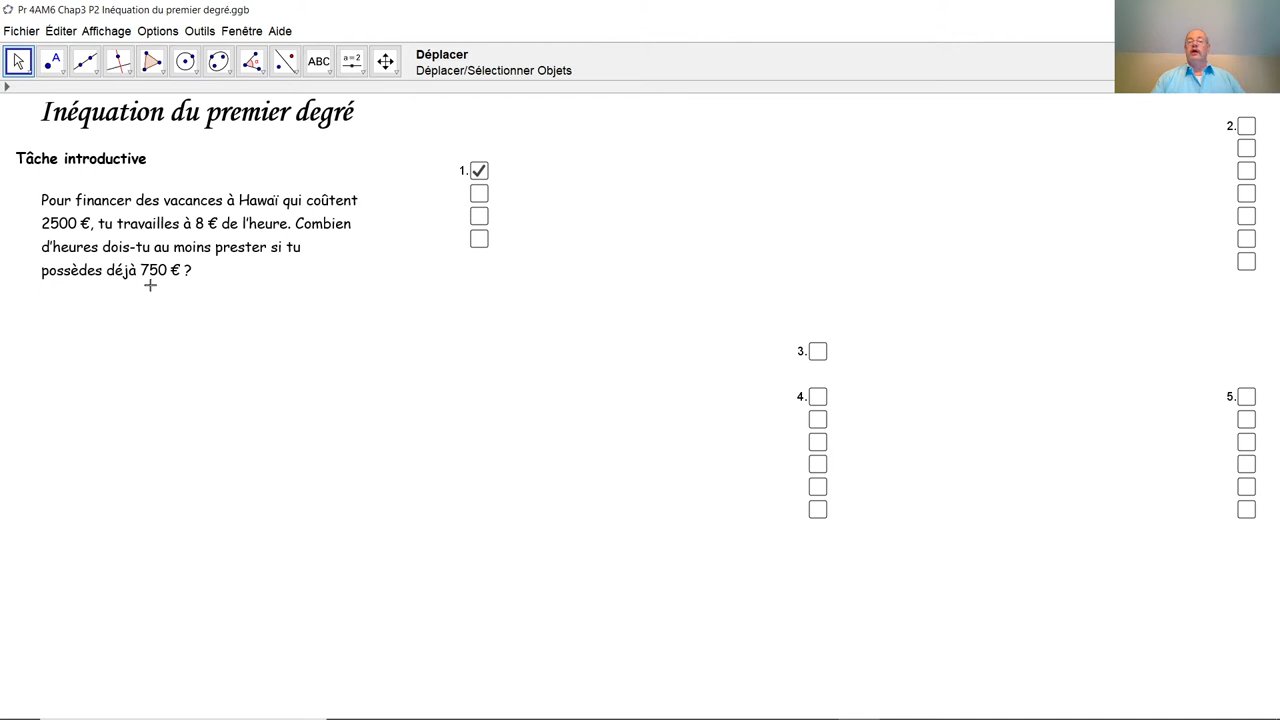 Pr 4AM6 Chap3 P2 Inéquation du premier degré.ggb
Fichier Éditer Affichage Options Outils Fenêtre Aide
A
ABC
a=2
Déplacer
Déplacer/Sélectionner Objets
Inéquation du premier degré
Tâche introductive
Pour financer des vacances à Hawaï qui coûtent
2500 €, tu travailles à 8 € de l'heure. Combien
d'heures dois-tu au moins prester si tu
possèdes déjà 750 € ?
1.
2.
3.
4.
5.